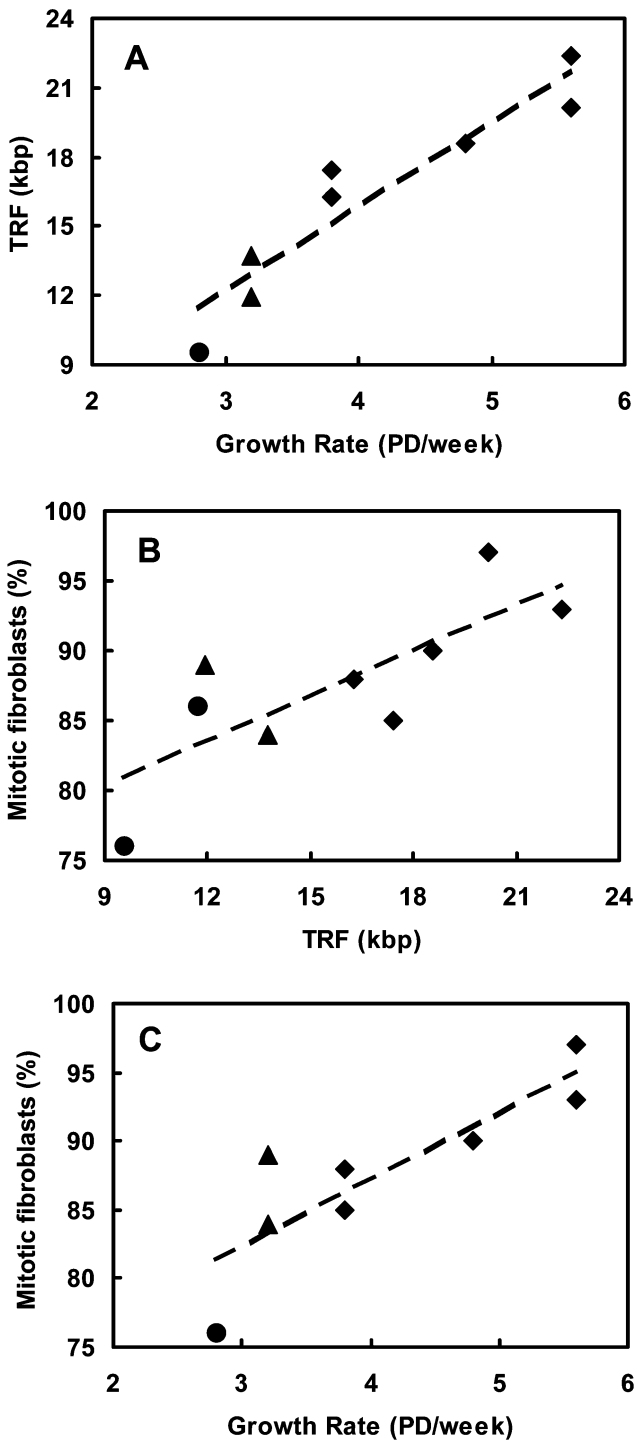 A
24
21
18
15
12
9
TRF (kbp)
2 3 4 5 6
Growth Rate (PD/week)
B
100
95
90
85
80
75
Mitotic fibroblasts (%)
9 12 15 18 21 24
TRF (kbp)
C
100
95
90
85
80
75
Mitotic fibroblasts (%)
2 3 4 5 6
Growth Rate (PD/week)